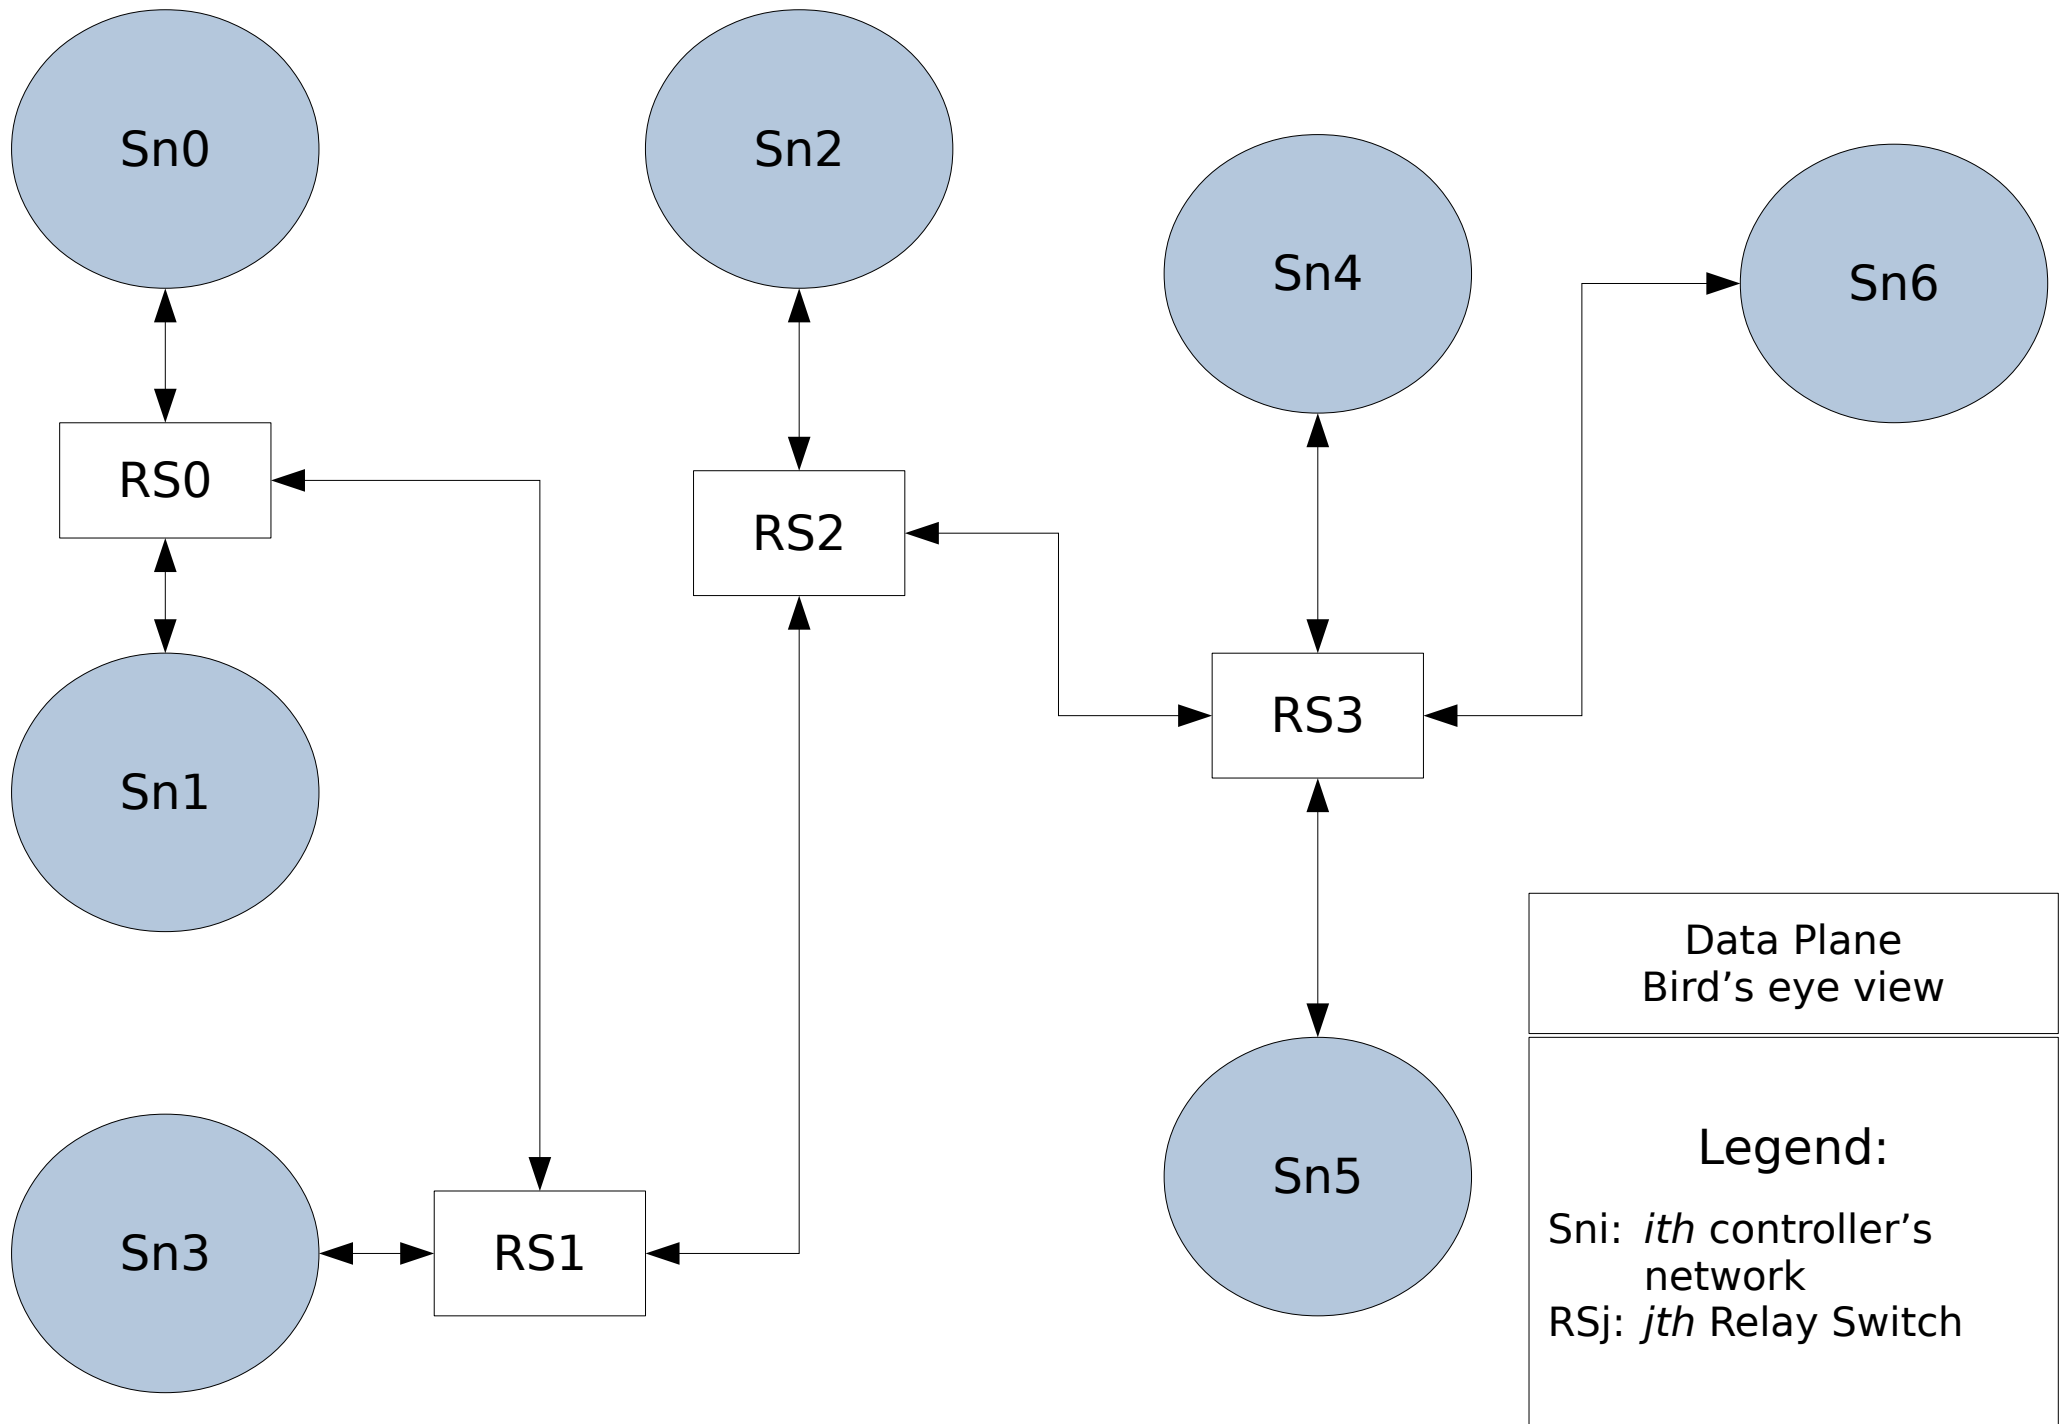 Sn0
Sn2
Sn4
Sn6
RS0
RS2
RS3
Sn1
Sn5
Sn3
RS1
Data Plane
Bird’s eye view
Legend:
Sni: ith controller’s
network
RSj: jth Relay Switch